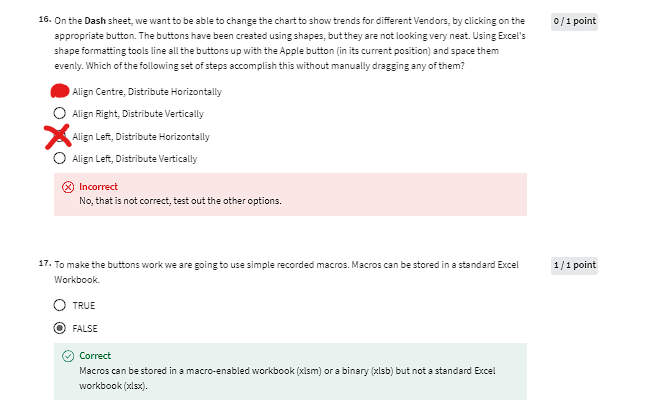 16. On the Dash sheet, we want to be able to change the chart to show trends for different Vendors, by clicking on the
0 / 1 point
appropriate button. The buttons have been created using shapes, but they are not looking very neat. Using Excel's
shape formatting tools line all the buttons up with the Apple button (in its current position) and space them
evenly. Which of the following set of steps accomplish this without manually dragging any of them?
Align Centre, Distribute Horizontally
Align Right, Distribute Vertically
Align Left, Distribute Horizontally
Align Left, Distribute Vertically
Incorrect
No, that is not correct, test out the other options.
17. To make the buttons work we are going to use simple recorded macros. Macros can be stored in a standard Excel
1 / 1 point
Workbook.
TRUE
FALSE
Correct
Macros can be stored in a macro-enabled workbook (xlsm) or a binary (xlsb) but not a standard Excel
workbook (xlsx).